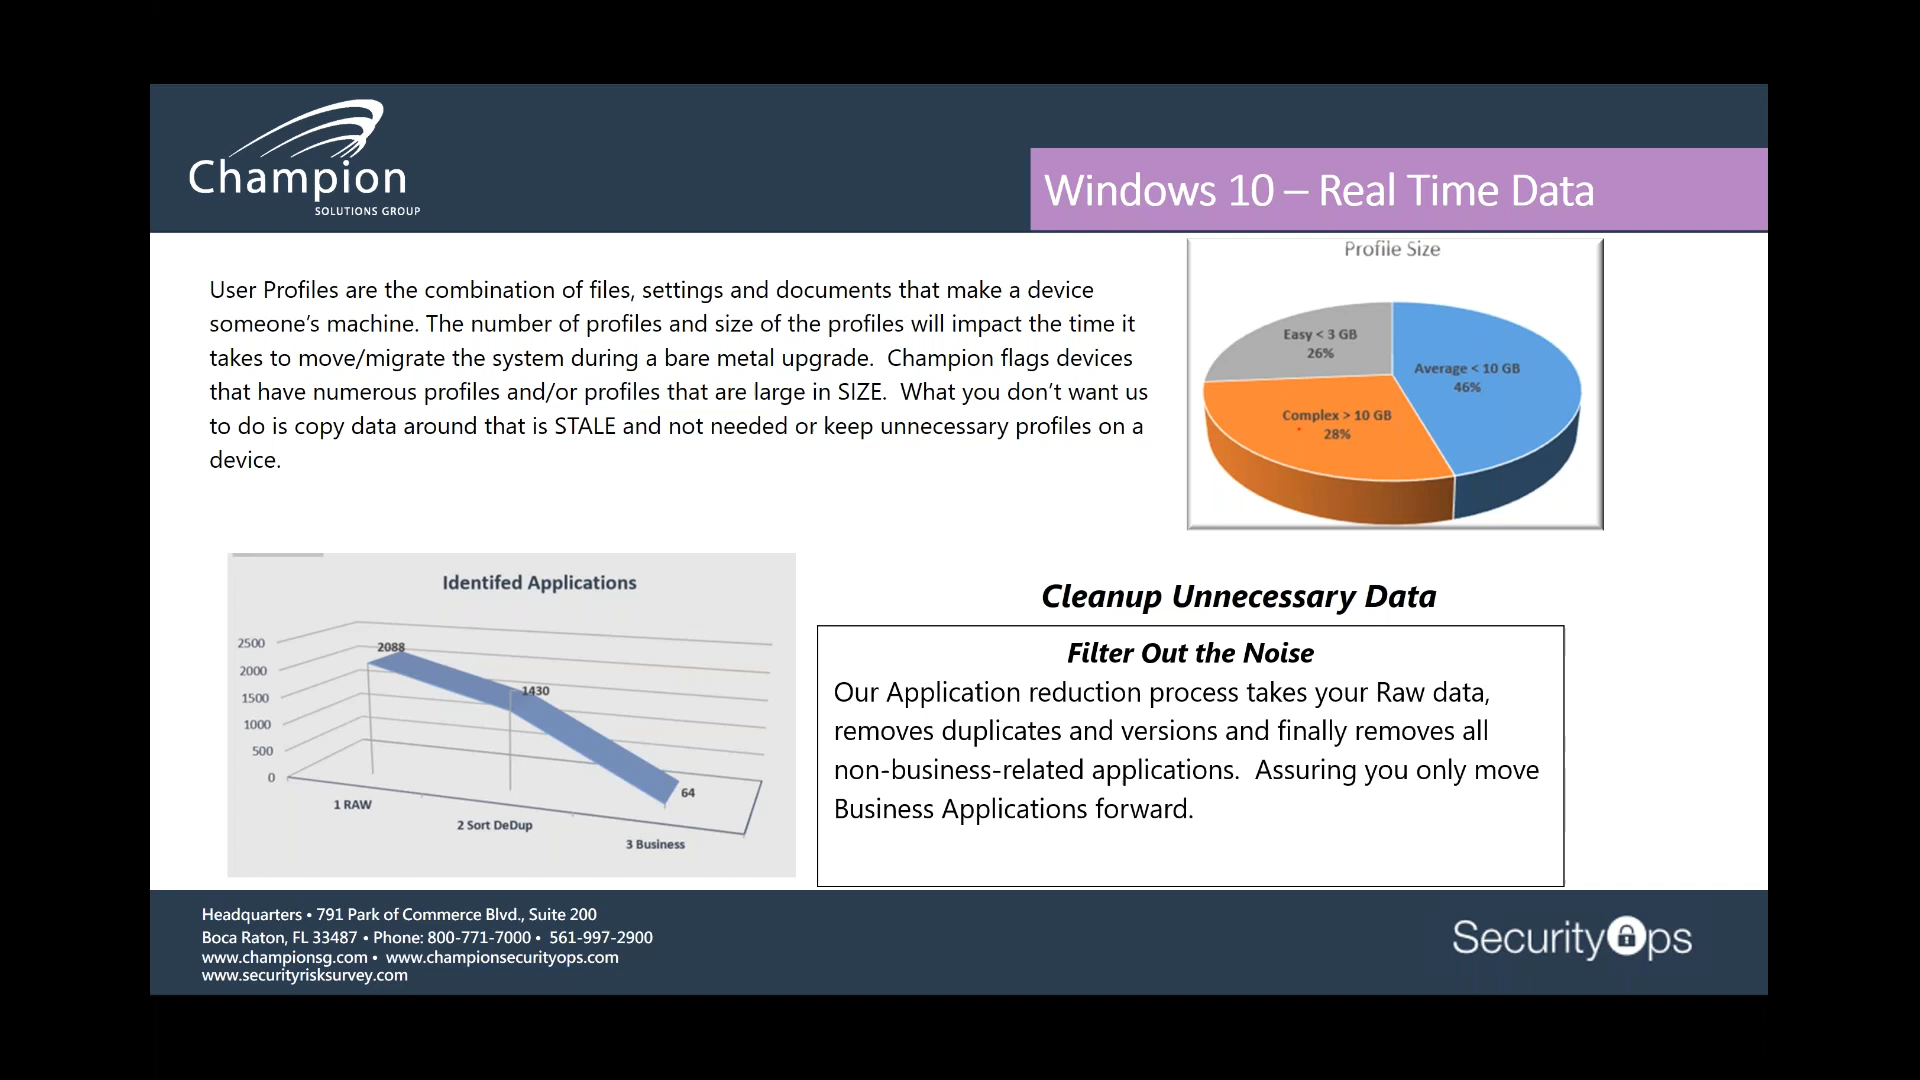 Champion
SOLUTIONS GROUP
Windows 10 – Real Time Data
User Profiles are the combination of files, settings and documents that make a device
someone’s machine. The number of profiles and size of the profiles will impact the time it
takes to move/migrate the system during a bare metal upgrade.  Champion flags devices
that have numerous profiles and/or profiles that are large in SIZE.  What you don’t want us
to do is copy data around that is STALE and not needed or keep unnecessary profiles on a
device.
Profile Size
Easy < 3 GB
26%
Average < 10 GB
46%
Complex > 10 GB
28%
Identifed Applications
2500
2000
1500
1000
500
0
2088
1430
64
1 RAW
2 Sort DeDup
3 Business
Cleanup Unnecessary Data
Filter Out the Noise
Our Application reduction process takes your Raw data,
removes duplicates and versions and finally removes all
non-business-related applications.  Assuring you only move
Business Applications forward.
Headquarters • 791 Park of Commerce Blvd., Suite 200
Boca Raton, FL 33487 • Phone: 800-771-7000 • 561-997-2900
www.championsg.com • www.championsecurityops.com
www.securityrisksurvey.com
SecurityOps